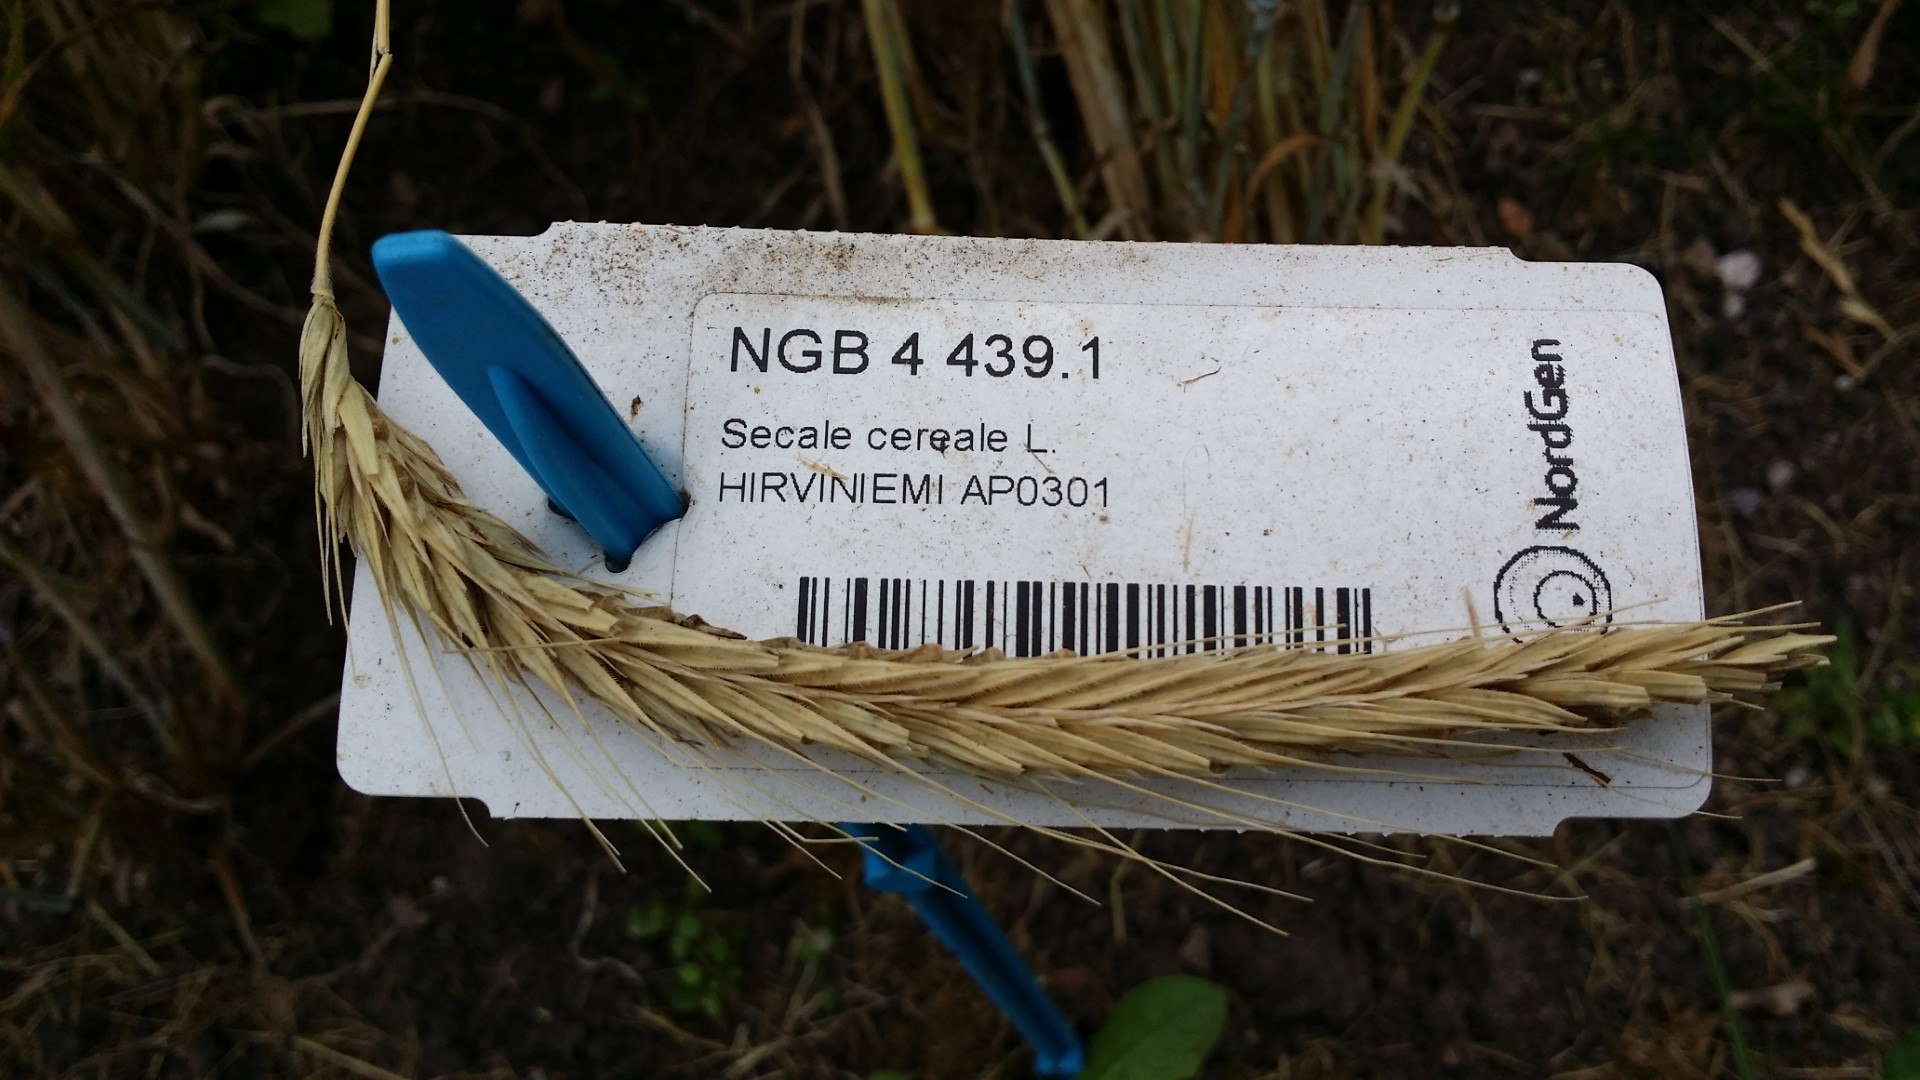 NGB 4 439.1
Secale cereale L.
HIRVINIEMI AP0301
NordGen